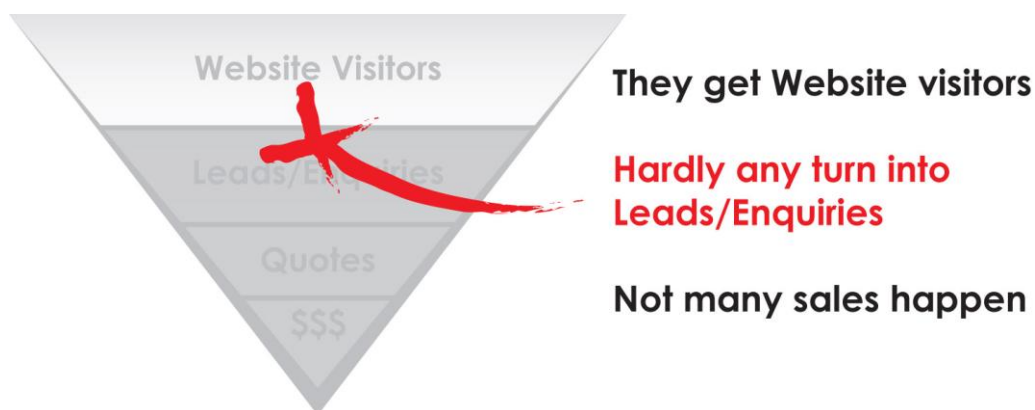 Website Visitors
Leads/Enquiries
Quotes
$$$
They get Website visitors
Hardly any turn into
Leads/Enquiries
Not many sales happen